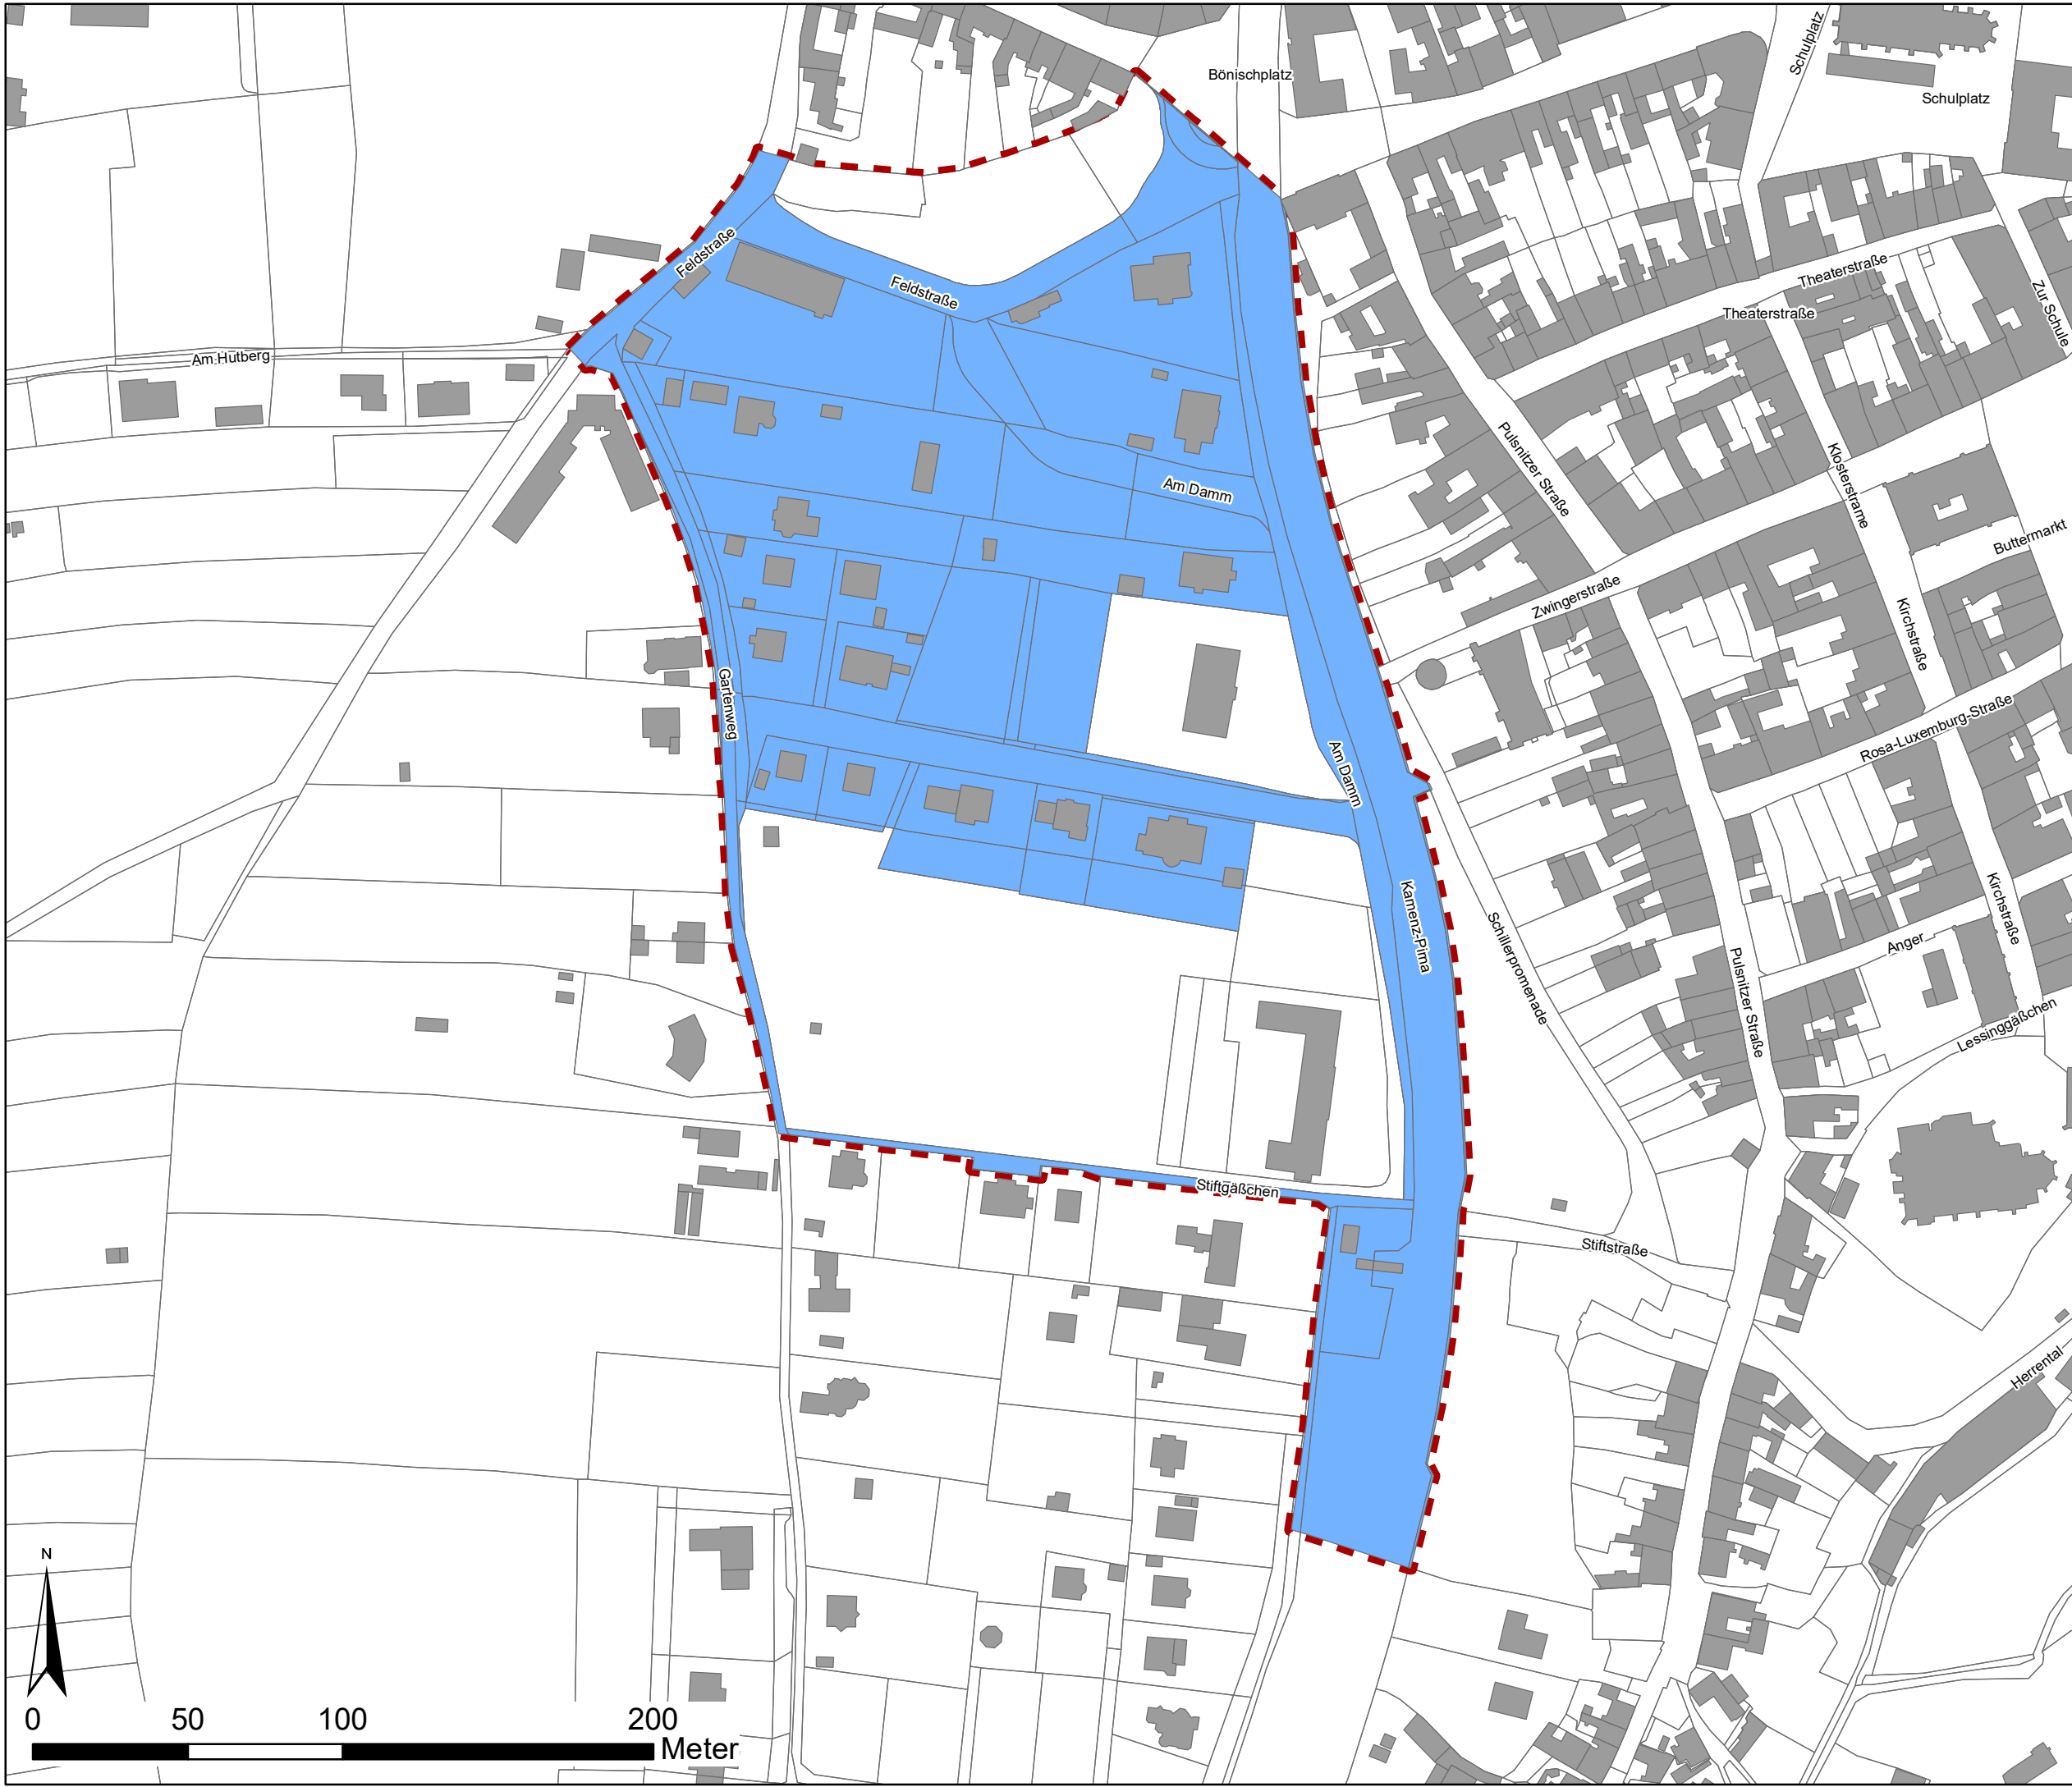 Schulplatz
Bönischplatz
Schulplatz
Feldstraße
Feldstraße
Theaterstraße
Zur Schule
Theaterstraße
Am Hutberg
Pulsnitzer Straße
Klosterstrame
Am Damm
Buttermarkt
Zwingerstraße
Kirchstraße
Gartenweg
Rosa-Luxemburg-Straße
Am Damm
Kamenz-Pirna
Schillerpromenade
Kirchstraße
Anger
Pulsnitzer Straße
Lessinggäßchen
Stiftgäßchen
Stiftstraße
Herrental
N
0 50 100 200
Meter